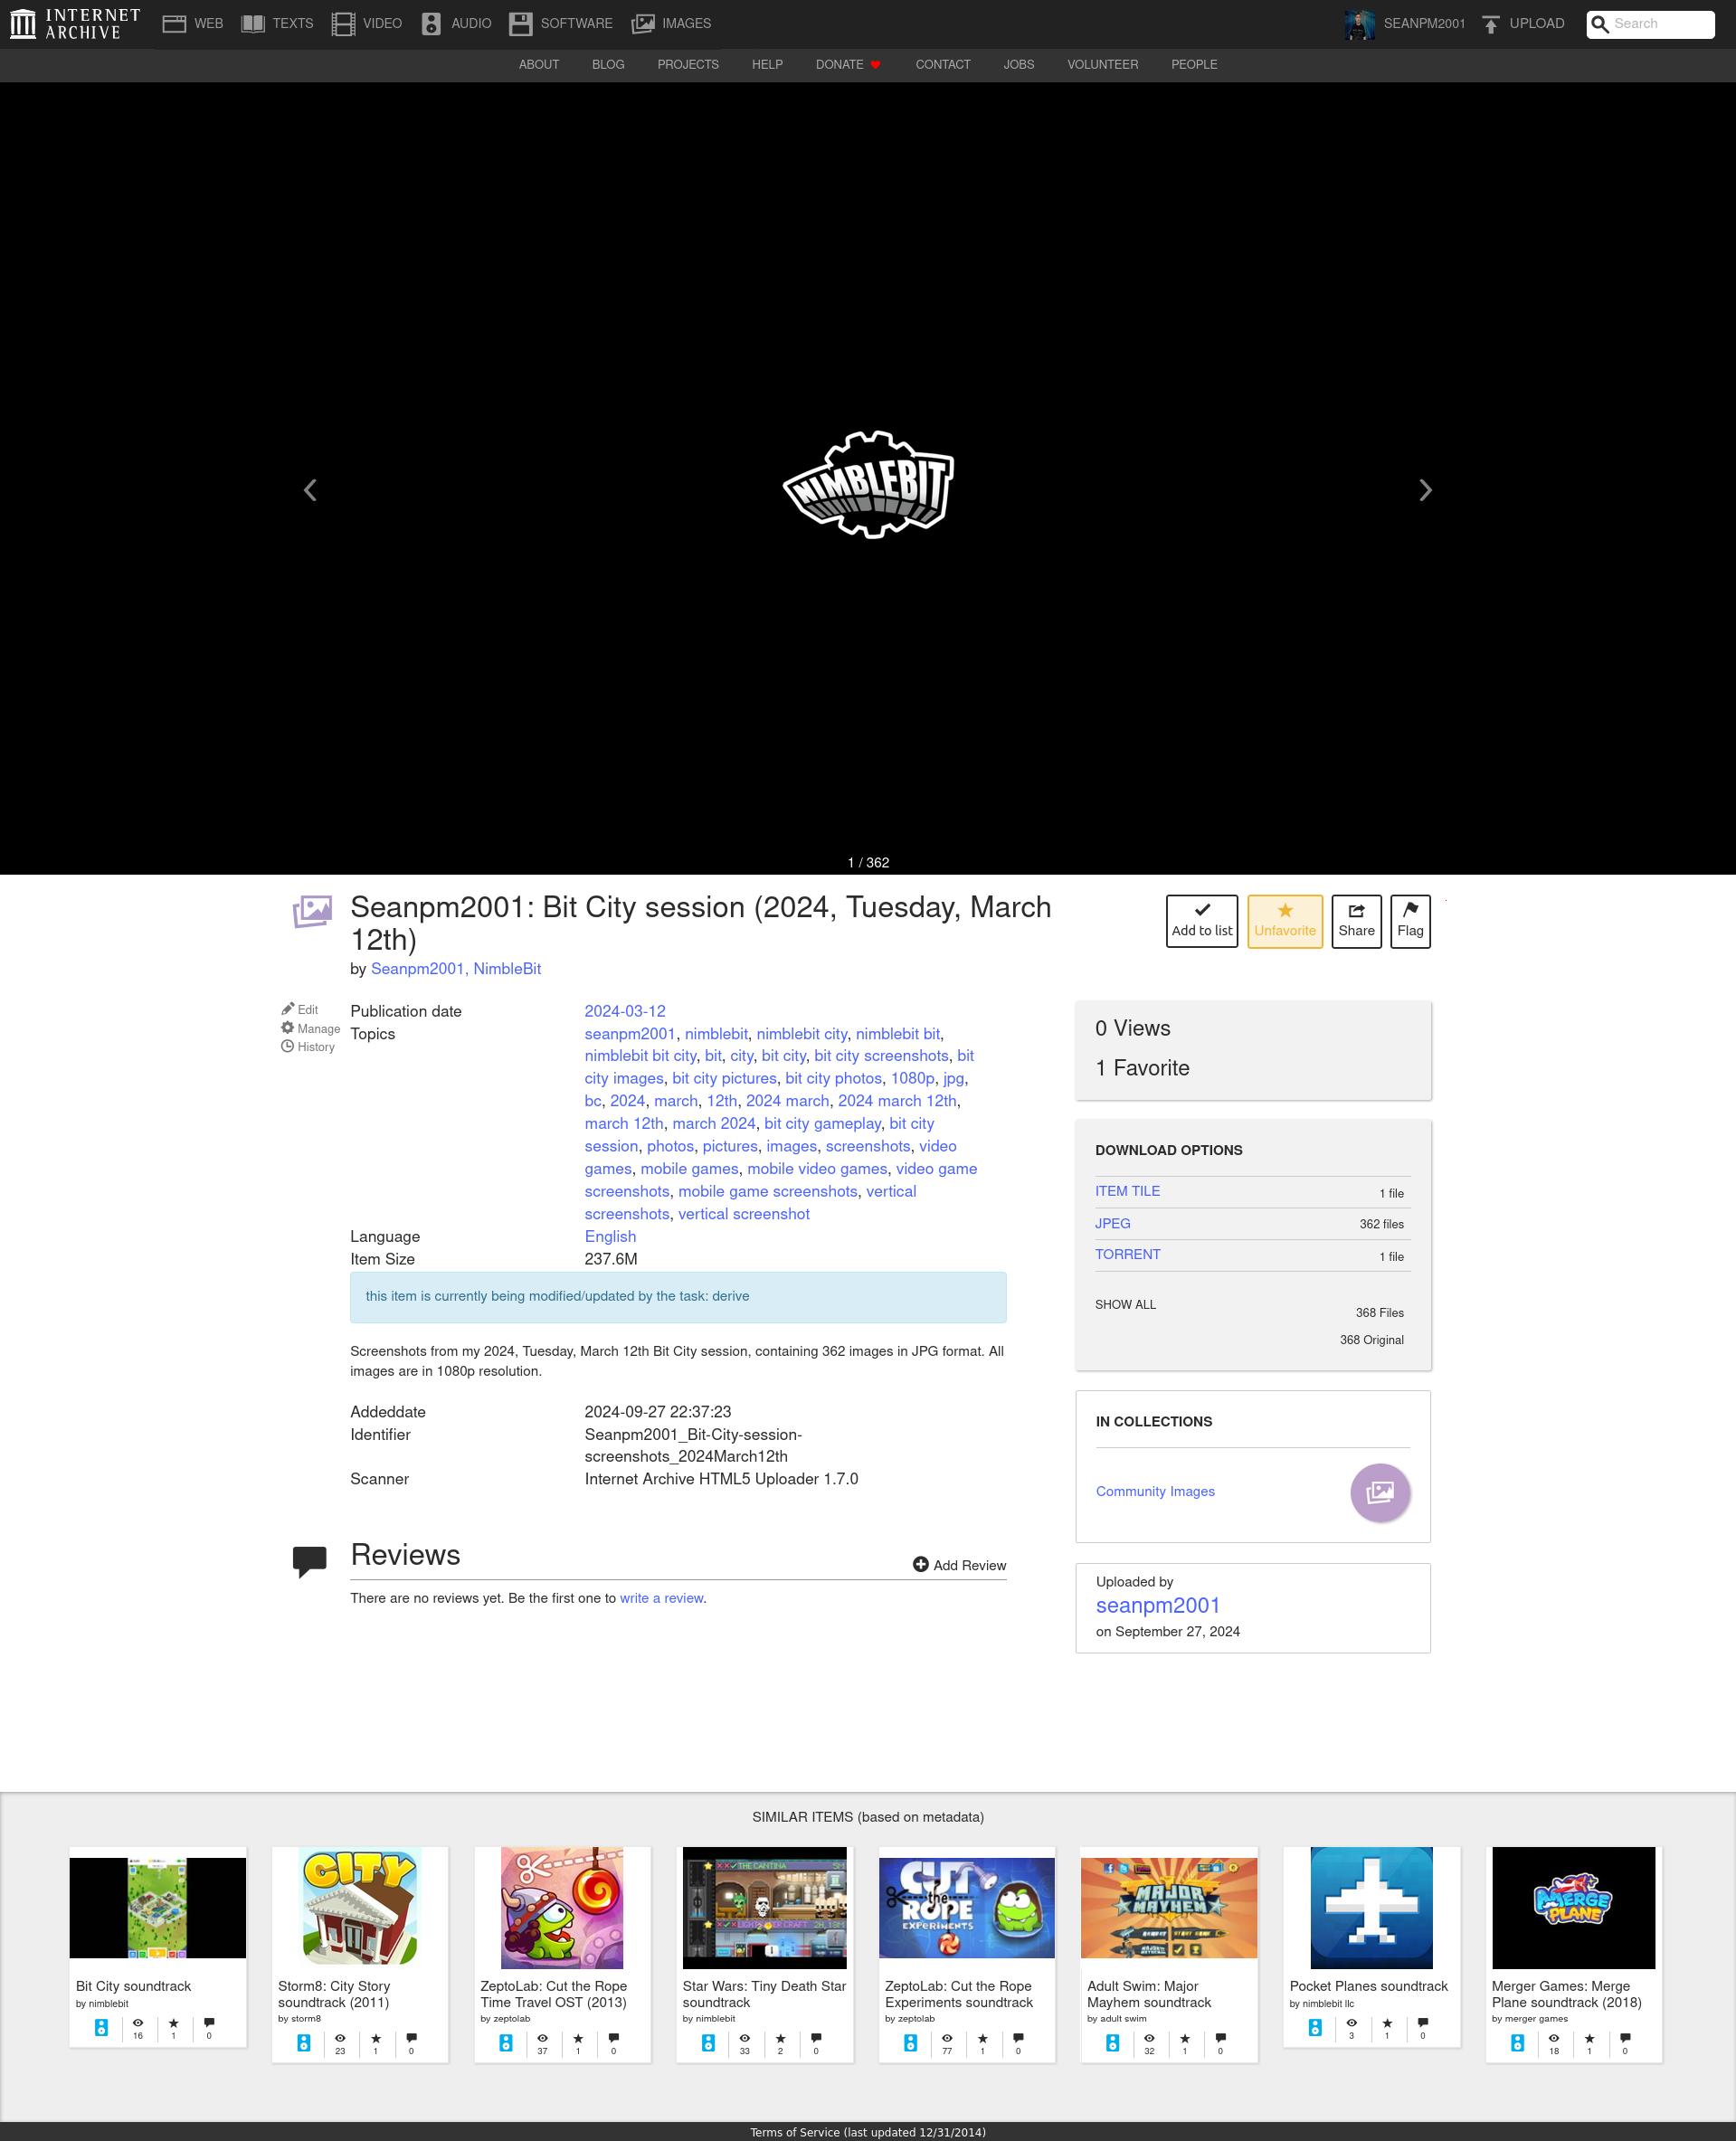 INTERNET ARCHIVE
WEB TEXTS VIDEO AUDIO SOFTWARE IMAGES SEANPM2001 UPLOAD Search
ABOUT BLOG PROJECTS HELP DONATE CONTACT JOBS VOLUNTEER PEOPLE
NIMBLEBIT
1 / 362
Seanpm2001: Bit City session (2024, Tuesday, March
12th)
by Seanpm2001, NimbleBit
Add to list Unfavorite Share Flag
Edit
Manage
History
Publication date 2024-03-12
Topics seanpm2001, nimblebit, nimblebit city, nimblebit bit,
nimblebit bit city, bit, city, bit city, bit city screenshots, bit
city images, bit city pictures, bit city photos, 1080p, jpg,
bc, 2024, march, 12th, 2024 march, 2024 march 12th,
march 12th, march 2024, bit city gameplay, bit city
session, photos, pictures, images, screenshots, video
games, mobile games, mobile video games, video game
screenshots, mobile game screenshots, vertical
screenshots, vertical screenshot
Language English
Item Size 237.6M
this item is currently being modified/updated by the task: derive
Screenshots from my 2024, Tuesday, March 12th Bit City session, containing 362 images in JPG format. All
images are in 1080p resolution.
Addeddate 2024-09-27 22:37:23
Identifier Seanpm2001_Bit-City-session-
screenshots_2024March12th
Scanner Internet Archive HTML5 Uploader 1.7.0
Reviews
Add Review
There are no reviews yet. Be the first one to write a review.
0 Views
1 Favorite
DOWNLOAD OPTIONS
ITEM TILE 1 file
JPEG 362 files
TORRENT 1 file
SHOW ALL 368 Files
368 Original
IN COLLECTIONS
Community Images
Uploaded by
seanpm2001
on September 27, 2024
SIMILAR ITEMS (based on metadata)
Bit City soundtrack
by nimblebit
16 1 0
CITY
Storm8: City Story
soundtrack (2011)
by storm8
23 1 0
ZeptoLab: Cut the Rope
Time Travel OST (2013)
by zeptolab
37 1 0
THE CANTINA
Star Wars: Tiny Death Star
soundtrack
by nimblebit
33 2 0
CUT the ROPE
EXPERIMENTS
ZeptoLab: Cut the Rope
Experiments soundtrack
by zeptolab
77 1 0
MAJOR
MAYHEM
Adult Swim: Major
Mayhem soundtrack
by adult swim
32 1 0
Pocket Planes soundtrack
by nimblebit llc
3 1 0
MERGE
PLANE
Merger Games: Merge
Plane soundtrack (2018)
by merger games
18 1 0
Terms of Service (last updated 12/31/2014)